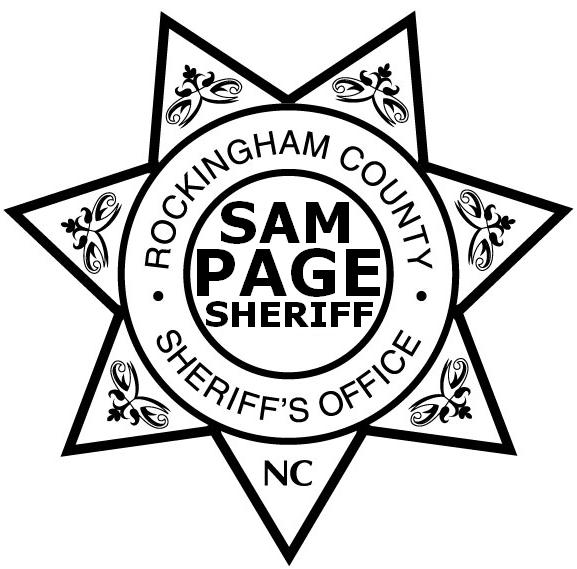 ROCKINGHAM COUNTY
SAM
PAGE
SHERIFF
SHERIFF'S OFFICE
NC